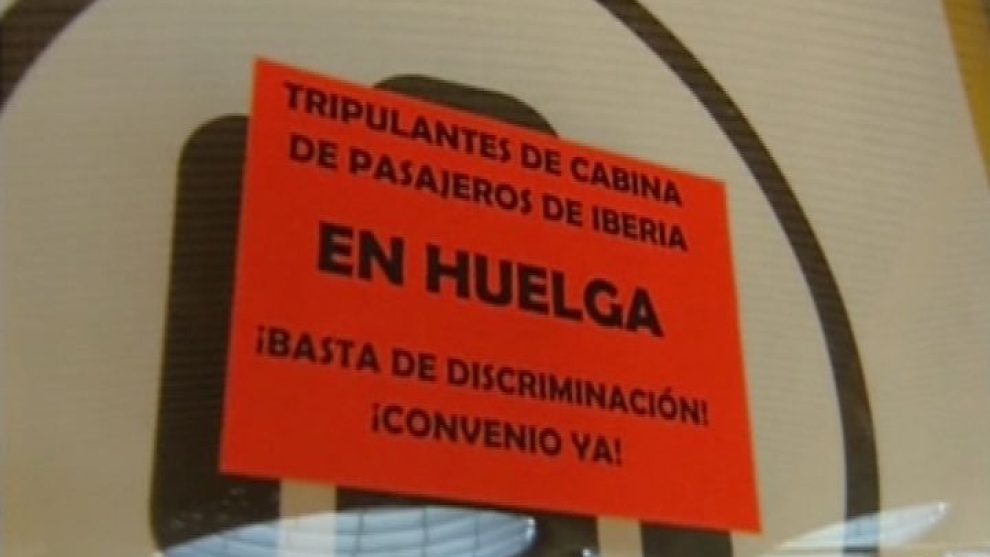 TRIPULANTES DE CABINA
DE PASAJEROS DE IBERIA
EN HUELGA
¡BASTA DE DISCRIMINACIÓN!
¡CONVENIO YA!